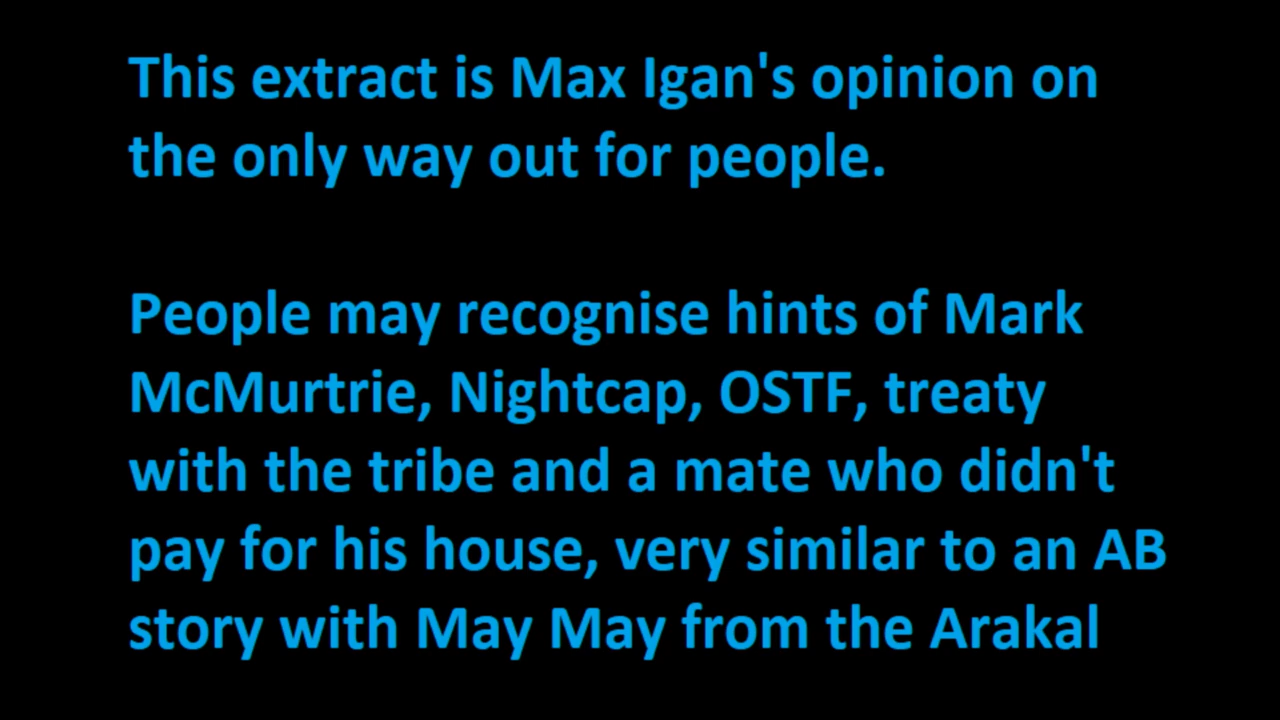 This extract is Max Igan's opinion on
the only way out for people.
People may recognise hints of Mark
McMurtrie, Nightcap, OSTF, treaty
with the tribe and a mate who didn't
pay for his house, very similar to an AB
story with May May from the Arakal